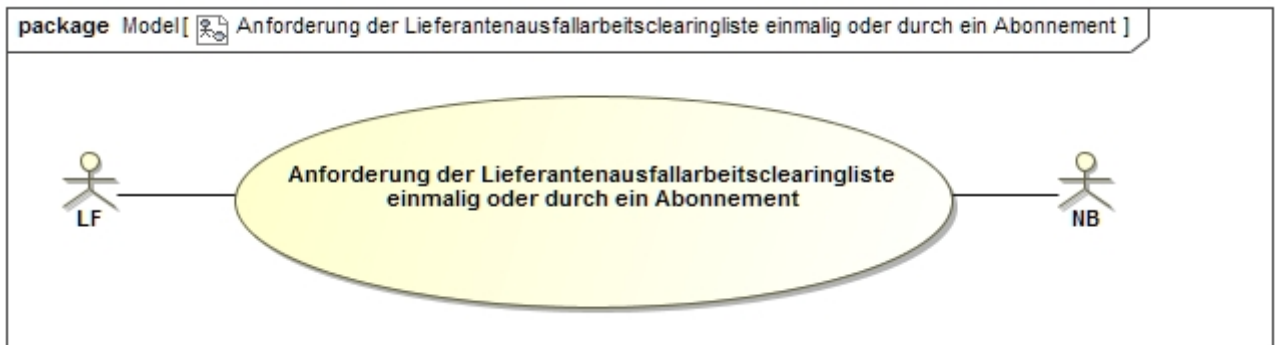 package Model[ Anforderung der Lieferantenausfallarbeitsclearingliste einmalig oder durch ein Abonnement ]
Anforderung der Lieferantenausfallarbeitsclearingliste
einmalig oder durch ein Abonnement
LF
NB